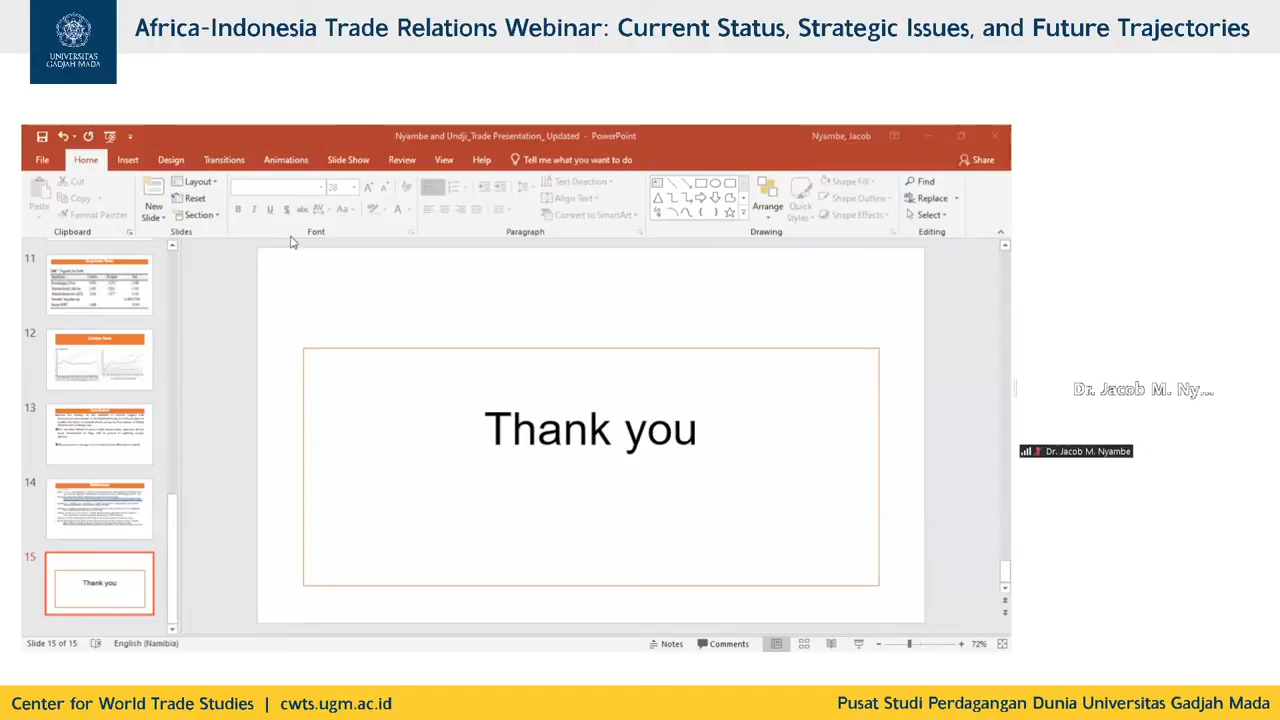 Africa-Indonesia Trade Relations Webinar: Current Status, Strategic Issues, and Future Trajectories
UNIVERSITAS
GADJAH MADA
Nyambe and Undji_Trade Presentation_ Updated - PowerPoint
Nyambe, Jacob
File Home Insert Design Transitions Animations Slide Show Review View Help Tell me what you want to do Share
Paste
Cut
Copy
Format Painter
Clipboard
New Slide
Layout
Reset
Section
Slides
28
Font
Text Direction
Align Text
Convert to SmartArt
Paragraph
Arrange
Quick Styles
Shape Fill
Shape Outline
Shape Effects
Drawing
Find
Replace
Select
Editing
11
12
13
14
15
Thank you
Thank you
Dr. Jacob M. Ny...
Dr. Jacob M. Nyambe
Slide 15 of 15 English (Namibia) Notes Comments 72%
Center for World Trade Studies | cwts.ugm.ac.id
Pusat Studi Perdagangan Dunia Universitas Gadjah Mada